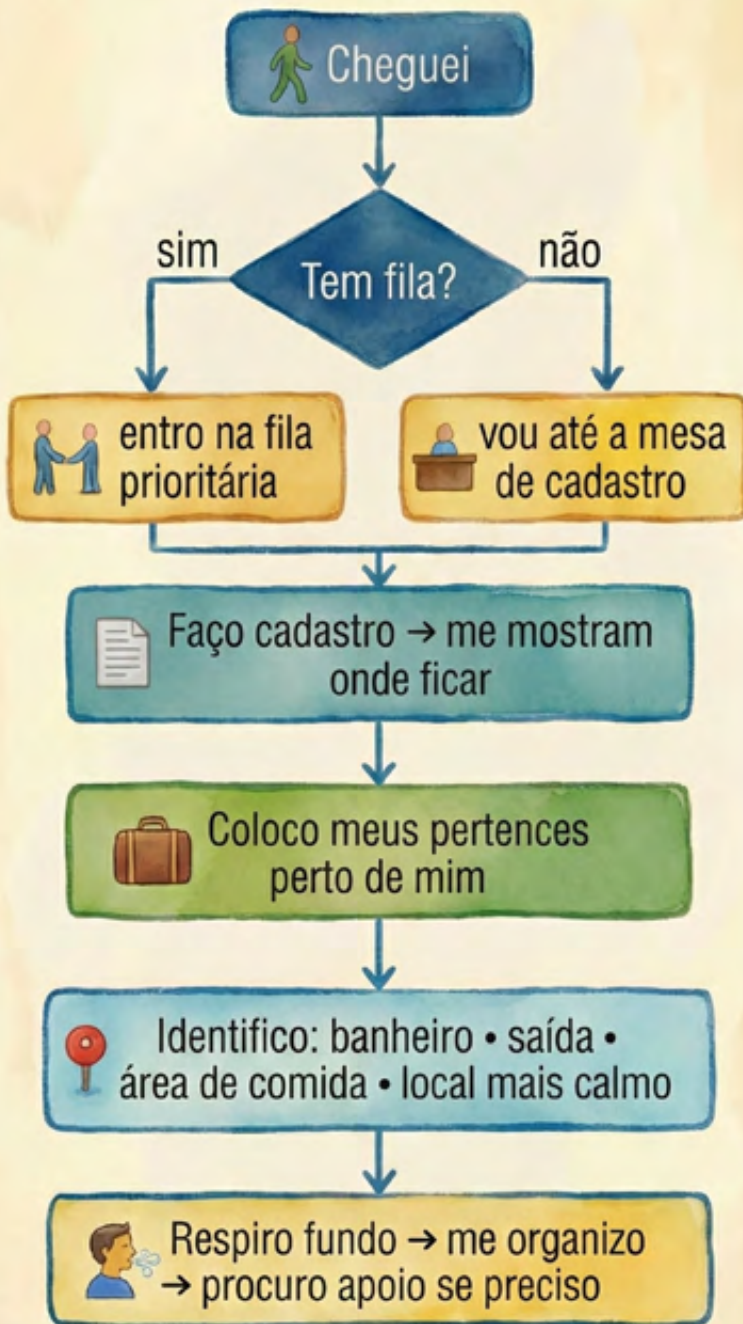 Cheguei
sim
não
Tem fila?
entro na fila
prioritária
vou até a mesa
de cadastro
Faço cadastro → me mostram
onde ficar
Coloco meus pertences
perto de mim
Identifico: banheiro • saída •
área de comida • local mais calmo
Respiro fundo → me organizo
→ procuro apoio se preciso